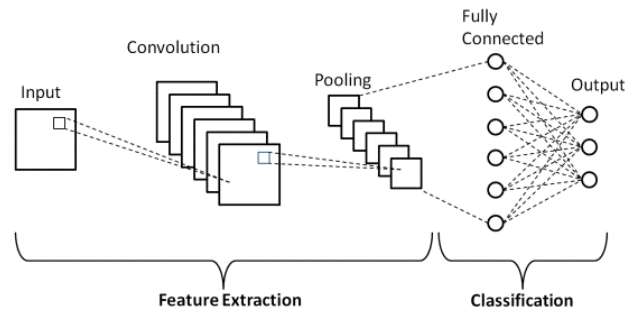 Fully
Connected
Convolution
Pooling
Output
Input
Feature Extraction
Classification